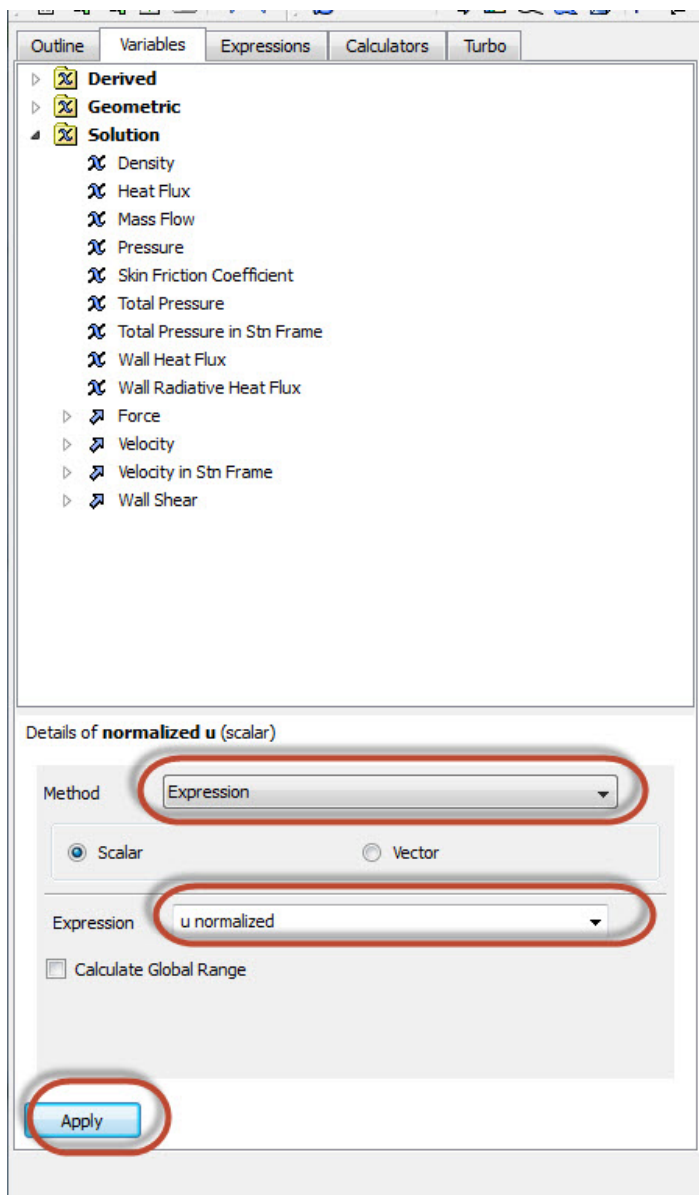 Outline Variables Expressions Calculators Turbo
Derived
Geometric
Solution
Density
Heat Flux
Mass Flow
Pressure
Skin Friction Coefficient
Total Pressure
Total Pressure in Stn Frame
Wall Heat Flux
Wall Radiative Heat Flux
Force
Velocity
Velocity in Stn Frame
Wall Shear
Details of normalized u (scalar)
Method Expression
Scalar Vector
Expression u normalized
Calculate Global Range
Apply